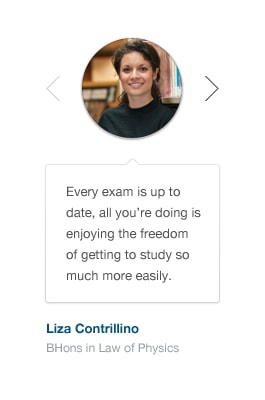 Every exam is up to
date, all you're doing is
enjoying the freedom
of getting to study so
much more easily.
Liza Contrillino
BHons in Law of Physics